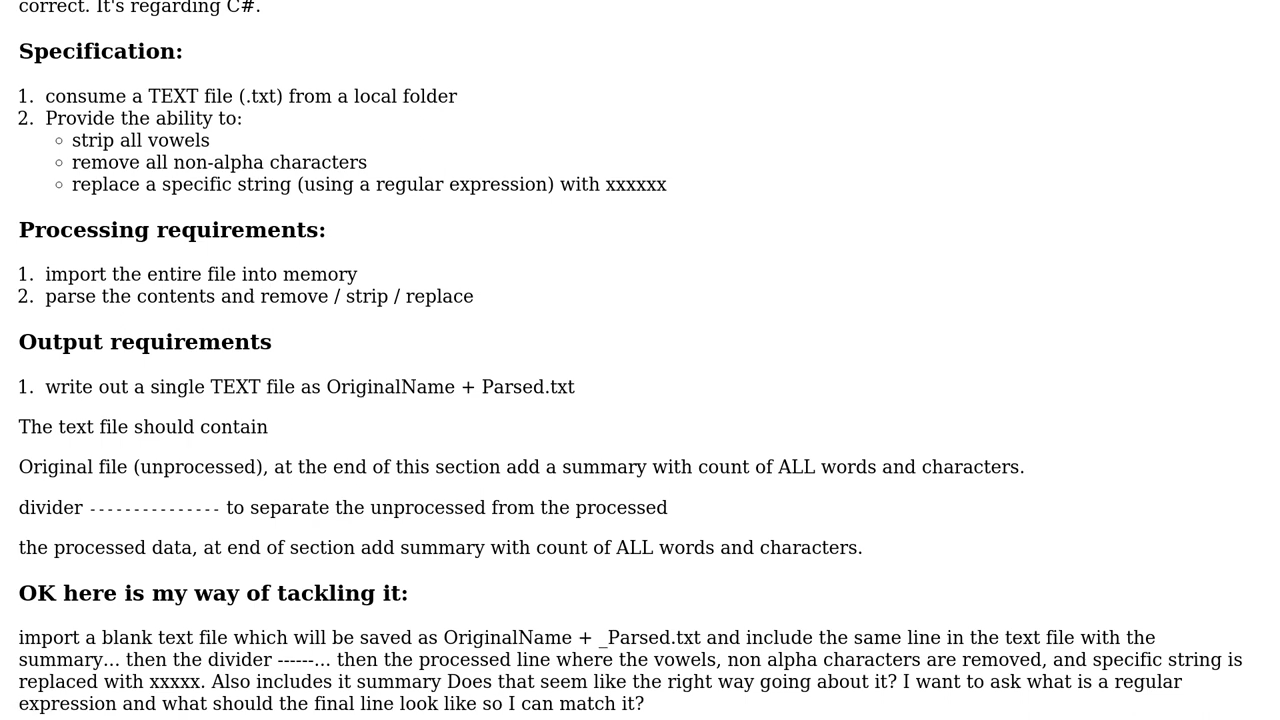 correct. It's regarding C#.
Specification:
1. consume a TEXT file (.txt) from a local folder
2. Provide the ability to:
◦ strip all vowels
◦ remove all non-alpha characters
◦ replace a specific string (using a regular expression) with xxxxxx
Processing requirements:
1. import the entire file into memory
2. parse the contents and remove / strip / replace
Output requirements
1. write out a single TEXT file as OriginalName + Parsed.txt
The text file should contain
Original file (unprocessed), at the end of this section add a summary with count of ALL words and characters.
divider --------------- to separate the unprocessed from the processed
the processed data, at end of section add summary with count of ALL words and characters.
OK here is my way of tackling it:
import a blank text file which will be saved as OriginalName + _Parsed.txt and include the same line in the text file with the
summary... then the divider ------... then the processed line where the vowels, non alpha characters are removed, and specific string is
replaced with xxxxx. Also includes it summary Does that seem like the right way going about it? I want to ask what is a regular
expression and what should the final line look like so I can match it?